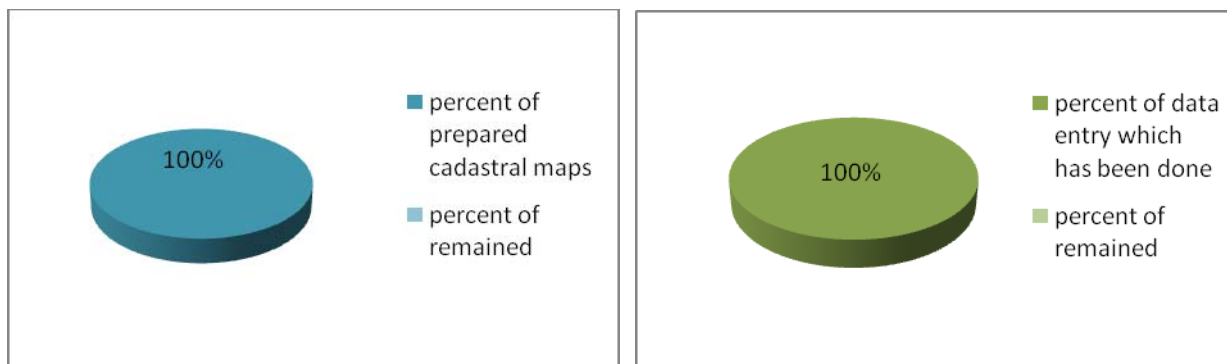 100%
percent of
prepared
cadastral maps
percent of
remained
100%
percent of data
entry which
has been done
percent of
remained